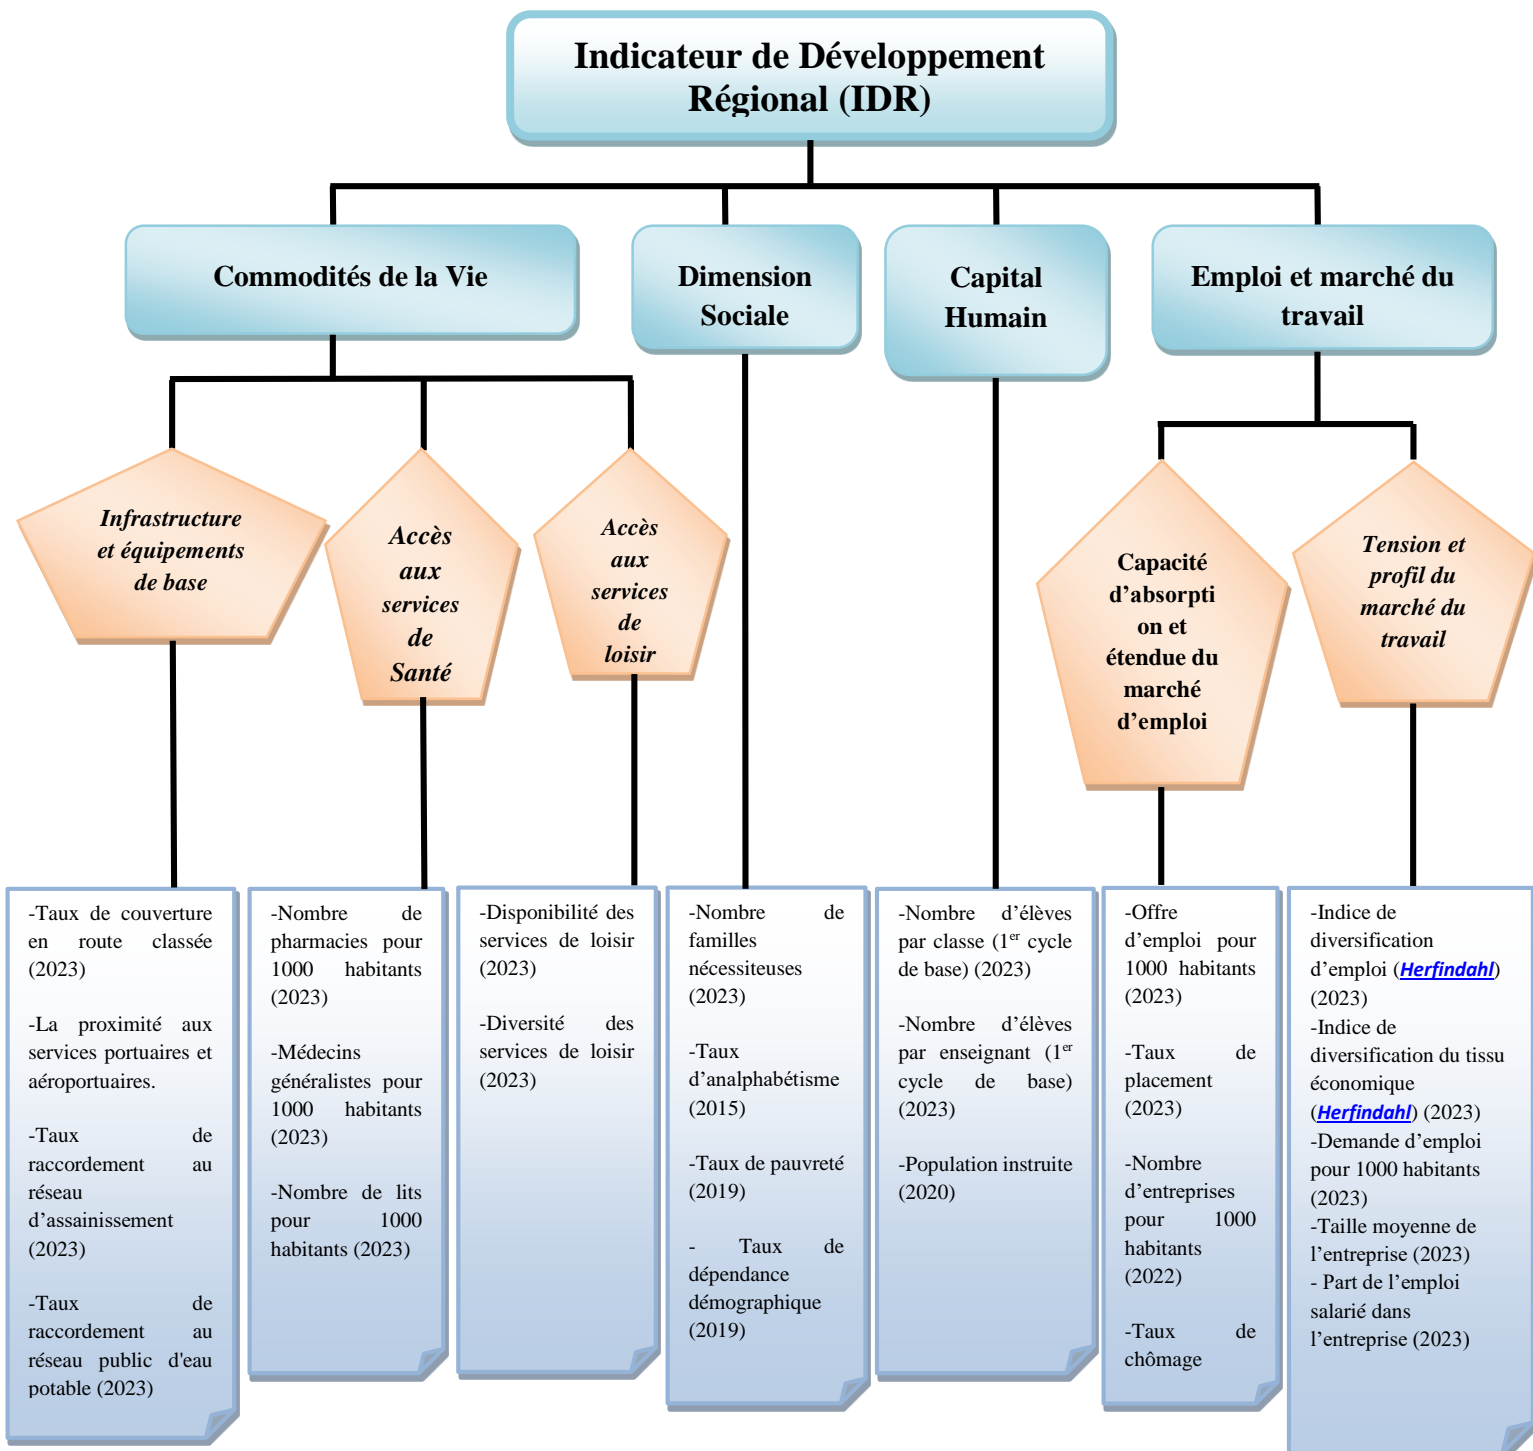 Indicateur de Développement
Régional (IDR)
Commodités de la Vie
Dimension
Sociale
Capital
Humain
Emploi et marché du
travail
Infrastructure
et équipements
de base
Accès
aux
services
de
Santé
Accès
aux
services
de
loisir
Capacité
d’absorpti
on et
étendue du
marché
d’emploi
Tension et
profil du
marché du
travail
-Taux de couverture
en route classée
(2023)
-La proximité aux
services portuaires et
aéroportuaires.
-Taux de
raccordement au
réseau
d’assainissement
(2023)
-Taux de
raccordement au
réseau public d'eau
potable (2023)
-Nombre de
pharmacies pour
1000 habitants
(2023)
-Médecins
généralistes pour
1000 habitants
(2023)
-Nombre de lits
pour 1000
habitants (2023)
-Disponibilité des
services de loisir
(2023)
-Diversité des
services de loisir
(2023)
-Nombre de
familles
nécessiteuses
(2023)
-Taux
d’analphabétisme
(2015)
-Taux de pauvreté
(2019)
- Taux de
dépendance
démographique
(2019)
-Nombre d’élèves
par classe (1er cycle
de base) (2023)
-Nombre d’élèves
par enseignant (1er
cycle de base)
(2023)
-Population instruite
(2020)
-Offre
d’emploi pour
1000 habitants
(2023)
-Taux de
placement
(2023)
-Nombre
d’entreprises
pour 1000
habitants
(2022)
-Taux de
chômage
-Indice de
diversification
d’emploi (Herfindahl)
(2023)
-Indice de
diversification du tissu
économique
(Herfindahl) (2023)
-Demande d’emploi
pour 1000 habitants
(2023)
-Taille moyenne de
l’entreprise (2023)
- Part de l’emploi
salarié dans
l’entreprise (2023)